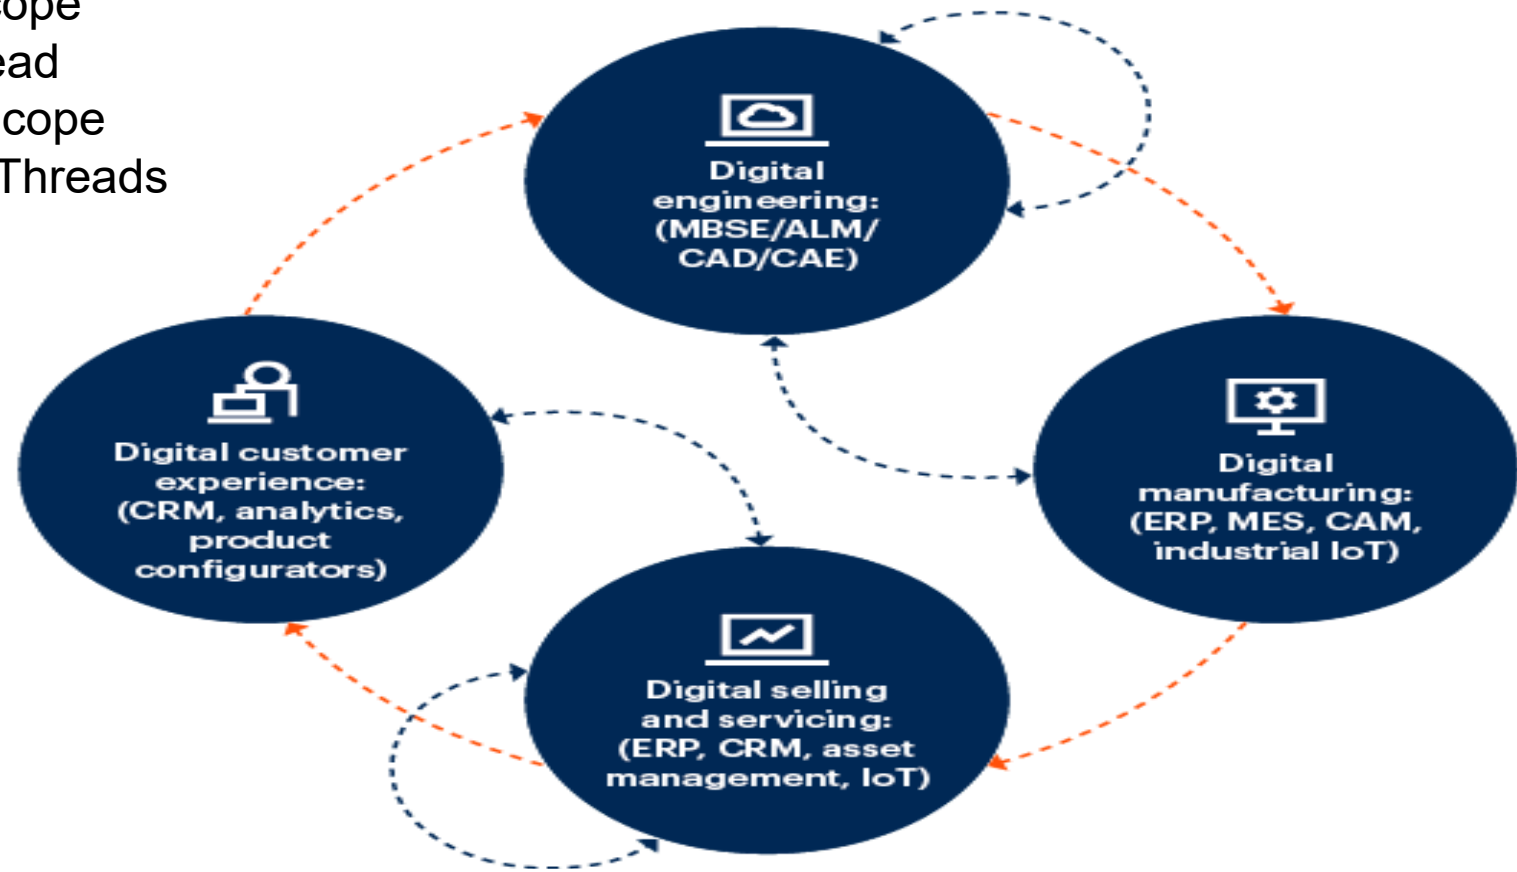 cope
ead
cope
Threads
Digital
engineering:
(MBSE/ALM/
CAD/CAE)
Digital customer
experience:
(CRM, analytics,
product
configurators)
Digital
manufacturing:
(ERP, MES, CAM,
industrial IoT)
Digital selling
and servicing:
(ERP, CRM, asset
management, IoT)